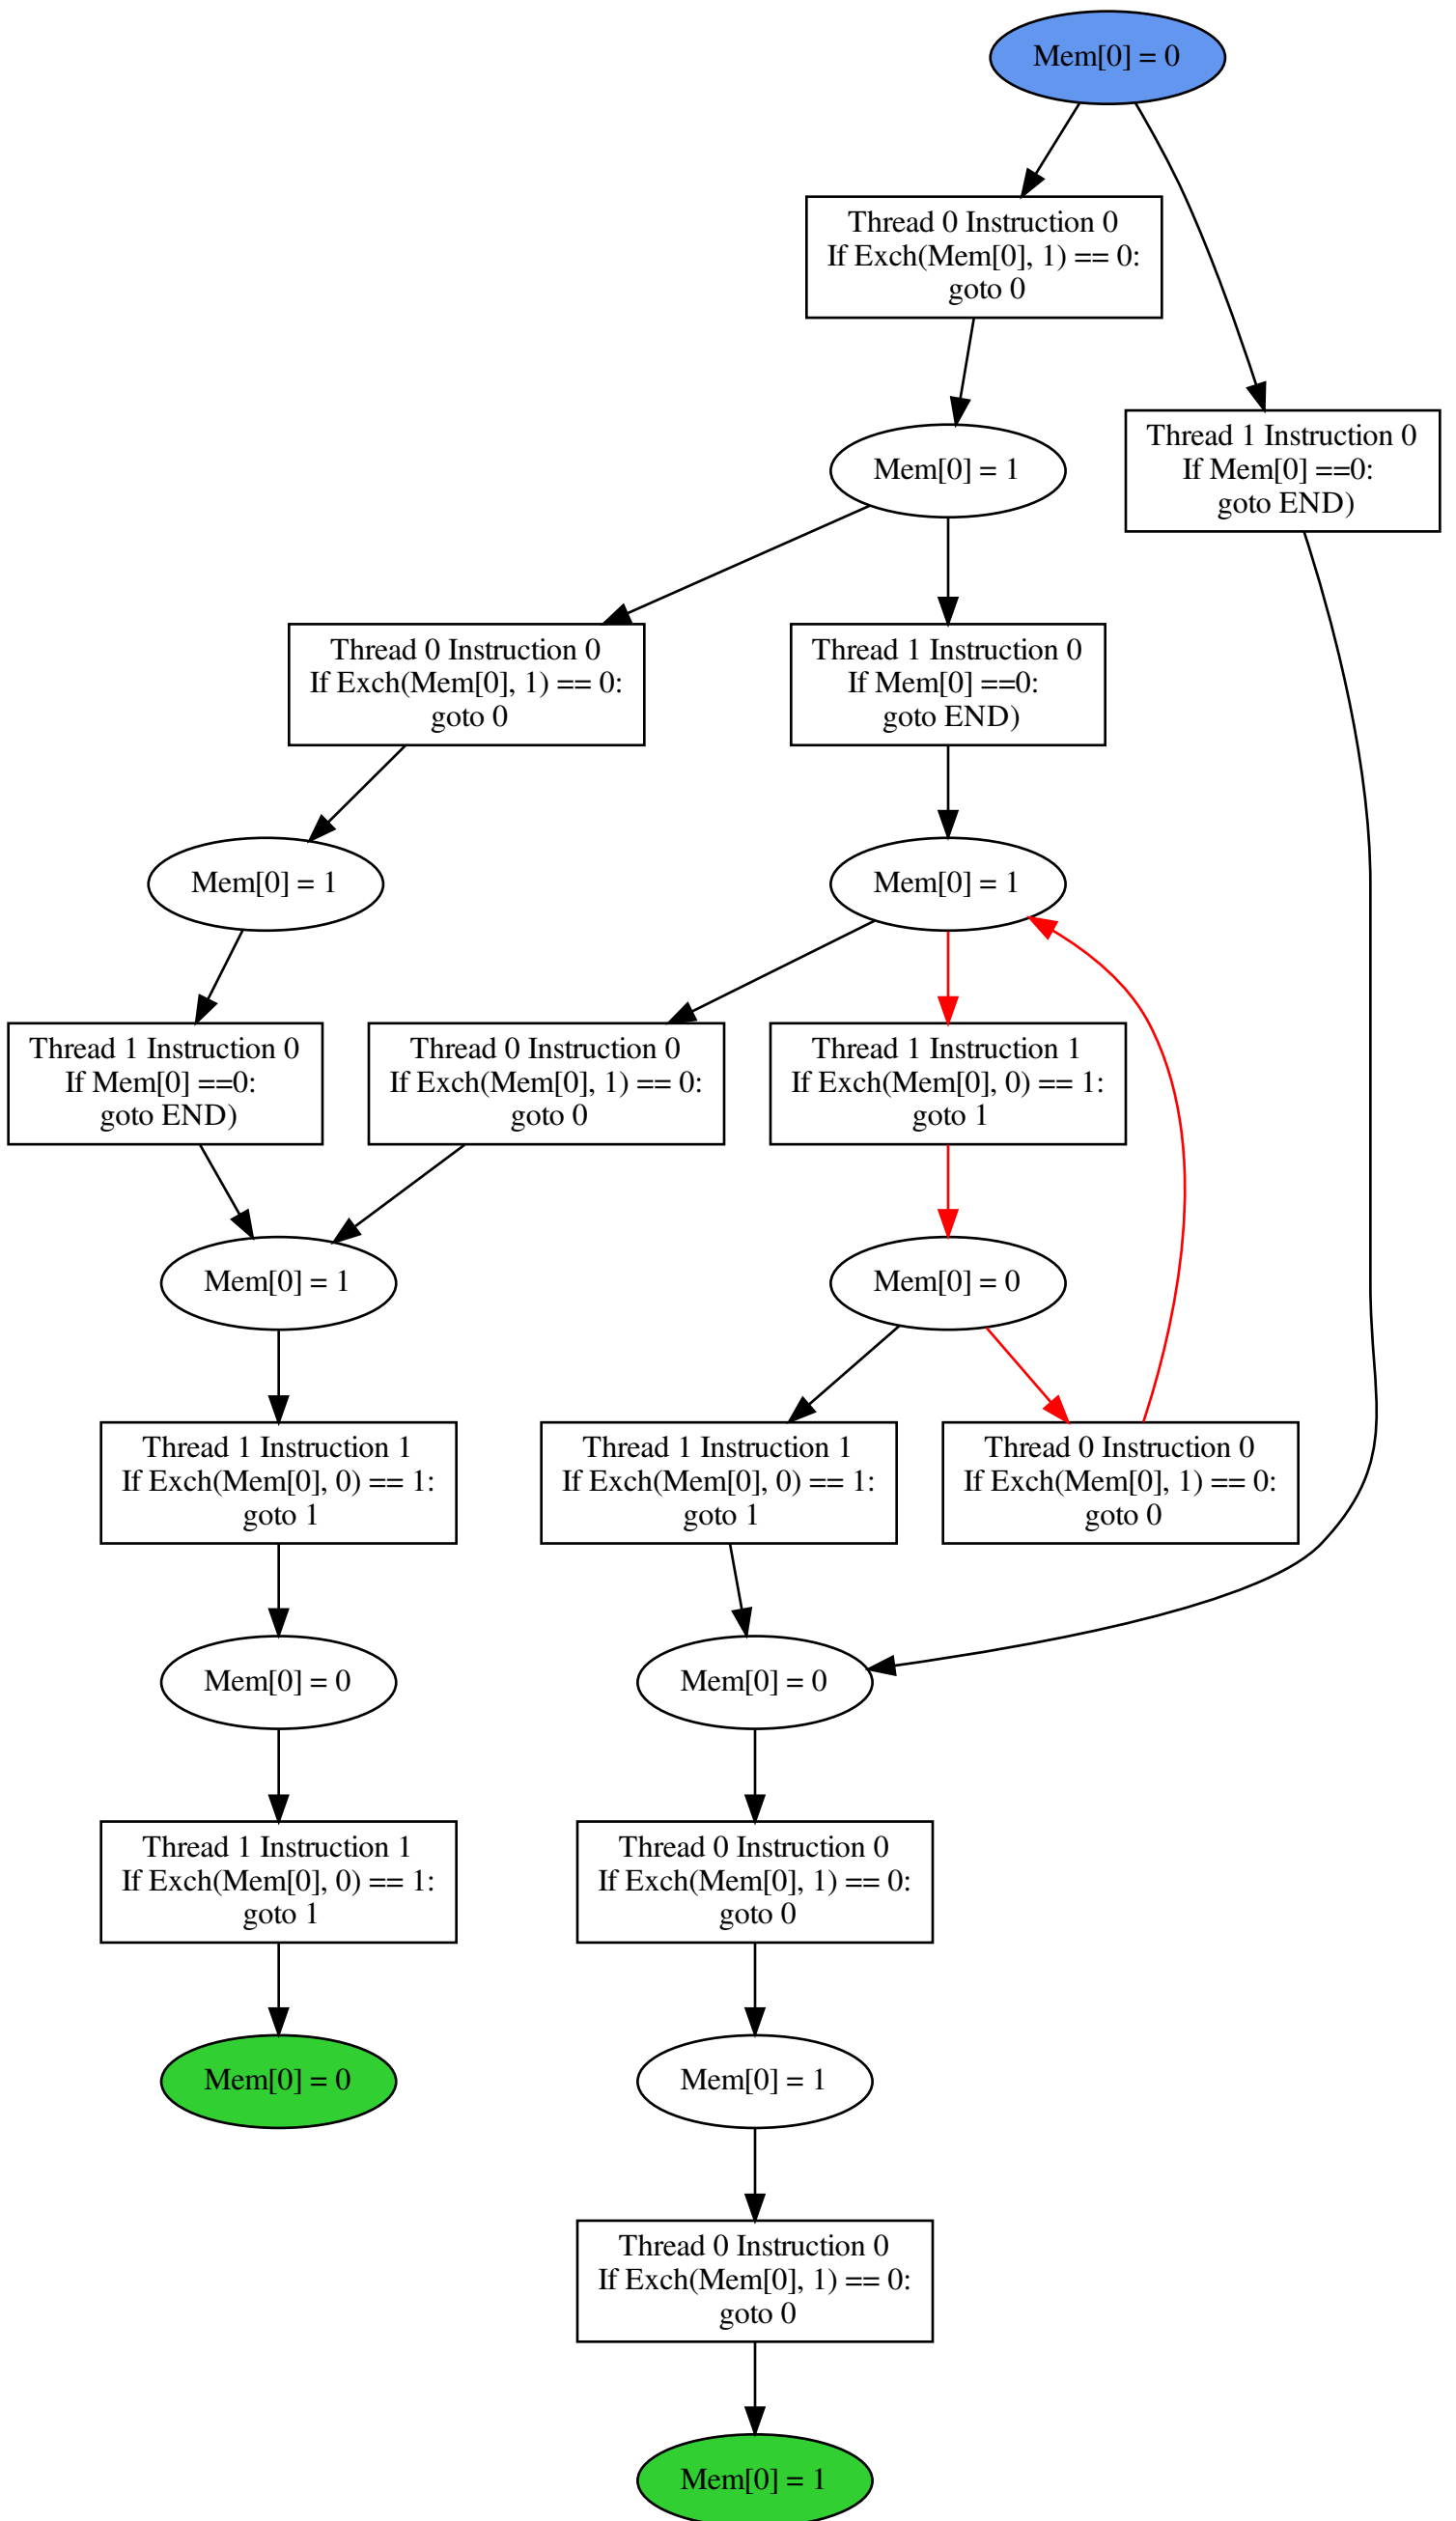 Mem[0] = 0
Thread 0 Instruction 0
If Exch(Mem[0], 1) == 0:
goto 0
Mem[0] = 1
Thread 1 Instruction 0
If Mem[0] ==0:
goto END)
Thread 0 Instruction 0
If Exch(Mem[0], 1) == 0:
goto 0
Thread 1 Instruction 0
If Mem[0] ==0:
goto END)
Mem[0] = 1
Mem[0] = 1
Thread 1 Instruction 0
If Mem[0] ==0:
goto END)
Thread 0 Instruction 0
If Exch(Mem[0], 1) == 0:
goto 0
Thread 1 Instruction 1
If Exch(Mem[0], 0) == 1:
goto 1
Mem[0] = 1
Mem[0] = 0
Thread 1 Instruction 1
If Exch(Mem[0], 0) == 1:
goto 1
Thread 1 Instruction 1
If Exch(Mem[0], 0) == 1:
goto 1
Thread 0 Instruction 0
If Exch(Mem[0], 1) == 0:
goto 0
Mem[0] = 0
Mem[0] = 0
Thread 1 Instruction 1
If Exch(Mem[0], 0) == 1:
goto 1
Thread 0 Instruction 0
If Exch(Mem[0], 1) == 0:
goto 0
Mem[0] = 0
Mem[0] = 1
Thread 0 Instruction 0
If Exch(Mem[0], 1) == 0:
goto 0
Mem[0] = 1